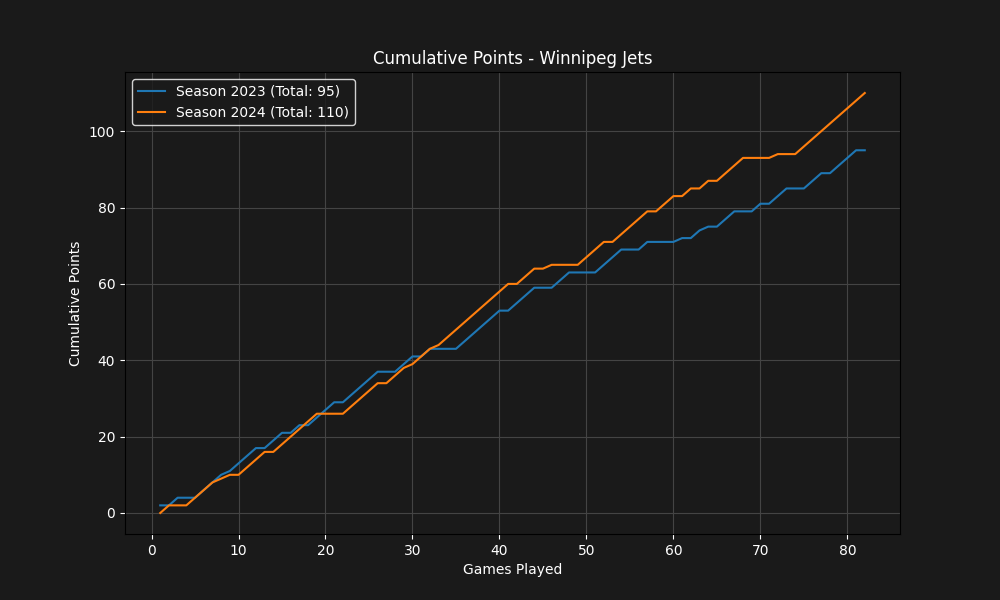 Cumulative Points - Winnipeg Jets
Season 2023 (Total: 95)
Season 2024 (Total: 110)
Cumulative Points
100
80
60
40
20
0
0 10 20 30 40 50 60 70 80
Games Played